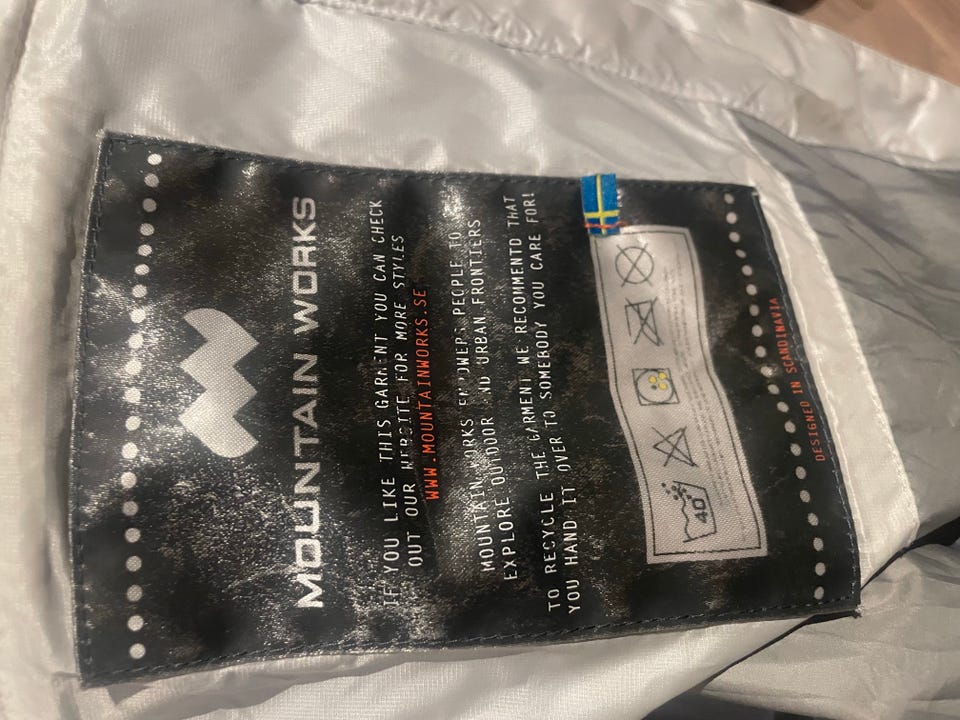 MOUNTAIN WORKS
IF YOU LIKE THIS GARMENT YOU CAN CHECK
OUT OUR WEBSITE FOR MORE STYLES
WWW.MOUNTAINWORKS.SE
MOUNTAIN WORKS EMPOWERS PEOPLE TO
EXPLORE OUTDOOR AND URBAN FRONTIERS
TO RECYCLE THE GARMENT WE RECOMMENTD THAT
YOU HAND IT OVER TO SOMEBODY YOU CARE FOR!
40°
DESIGNED IN SCANDINAVIA